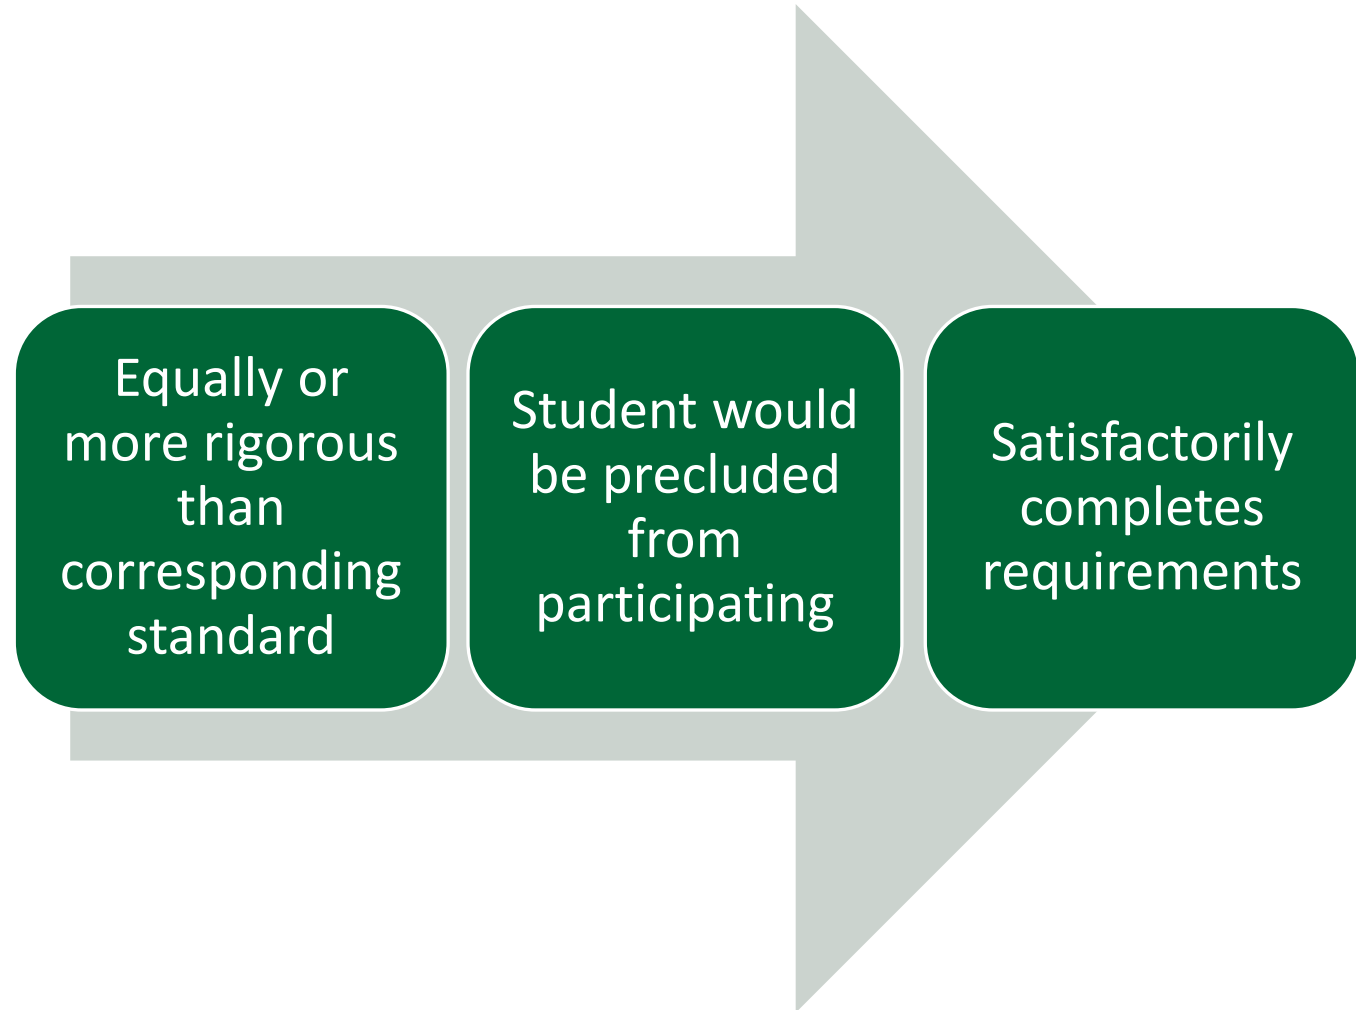 Equally or
more rigorous
than
corresponding
standard
Student would
be precluded
from
participating
Satisfactorily
completes
requirements